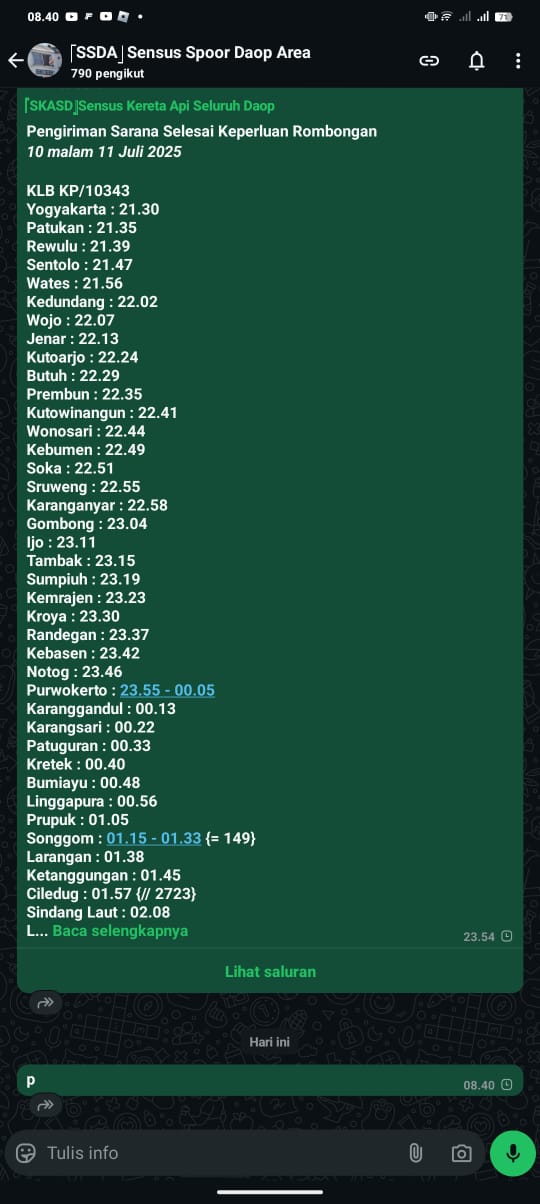 08.40
71
⌈SSDA⌋ Sensus Spoor Daop Area
790 pengikut
⌈SKASD⌋Sensus Kereta Api Seluruh Daop
Pengiriman Sarana Selesai Keperluan Rombongan
10 malam 11 Juli 2025
KLB KP/10343
Yogyakarta : 21.30
Patukan : 21.35
Rewulu : 21.39
Sentolo : 21.47
Wates : 21.56
Kedundang : 22.02
Wojo : 22.07
Jenar : 22.13
Kutoarjo : 22.24
Butuh : 22.29
Prembun : 22.35
Kutowinangun : 22.41
Wonosari : 22.44
Kebumen : 22.49
Soka : 22.51
Sruweng : 22.55
Karanganyar : 22.58
Gombong : 23.04
Ijo : 23.11
Tambak : 23.15
Sumpiuh : 23.19
Kemrajen : 23.23
Kroya : 23.30
Randegan : 23.37
Kebasen : 23.42
Notog : 23.46
Purwokerto : 23.55 - 00.05
Karanggandul : 00.13
Karangsari : 00.22
Patuguran : 00.33
Kretek : 00.40
Bumiayu : 00.48
Linggapura : 00.56
Prupuk : 01.05
Songgom : 01.15 - 01.33 {= 149}
Larangan : 01.38
Ketanggungan : 01.45
Ciledug : 01.57 {// 2723}
Sindang Laut : 02.08
L... Baca selengkapnya
23.54
Lihat saluran
Hari ini
p
08.40
Tulis info